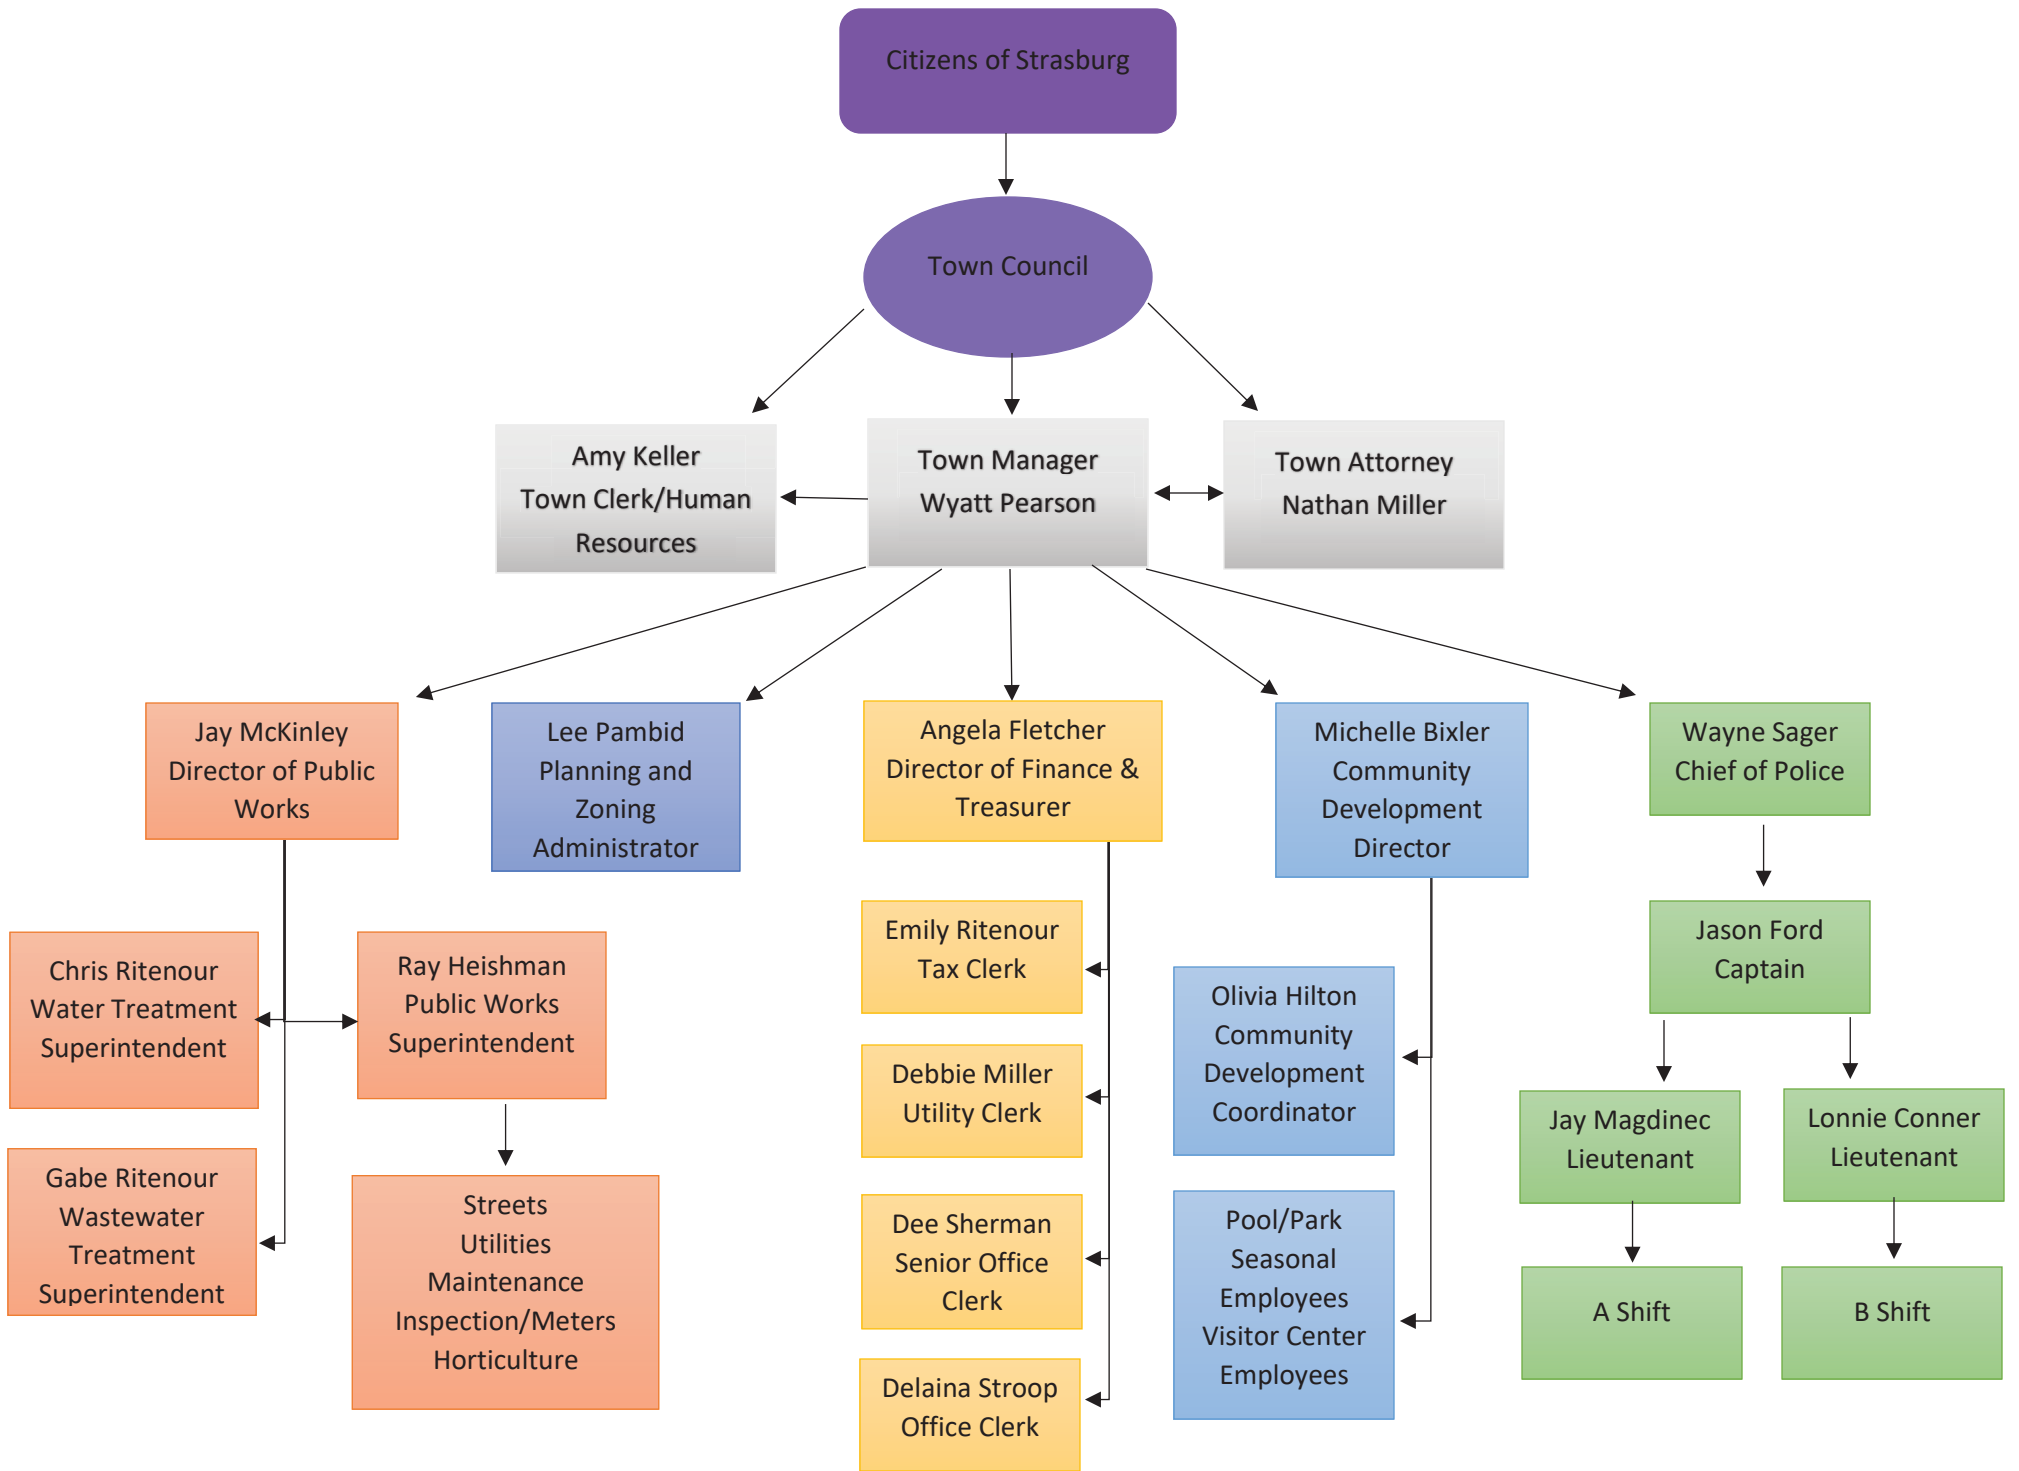 Citizens of Strasburg
Town Council
Amy Keller
Town Clerk/Human
Resources
Town Manager
Wyatt Pearson
Town Attorney
Nathan Miller
Jay McKinley
Director of Public
Works
Lee Pambid
Planning and
Zoning
Administrator
Angela Fletcher
Director of Finance &
Treasurer
Michelle Bixler
Community
Development
Director
Wayne Sager
Chief of Police
Chris Ritenour
Water Treatment
Superintendent
Ray Heishman
Public Works
Superintendent
Gabe Ritenour
Wastewater
Treatment
Superintendent
Streets
Utilities
Maintenance
Inspection/Meters
Horticulture
Emily Ritenour
Tax Clerk
Debbie Miller
Utility Clerk
Dee Sherman
Senior Office
Clerk
Delaina Stroop
Office Clerk
Olivia Hilton
Community
Development
Coordinator
Pool/Park
Seasonal
Employees
Visitor Center
Employees
Jason Ford
Captain
Jay Magdinec
Lieutenant
Lonnie Conner
Lieutenant
A Shift
B Shift